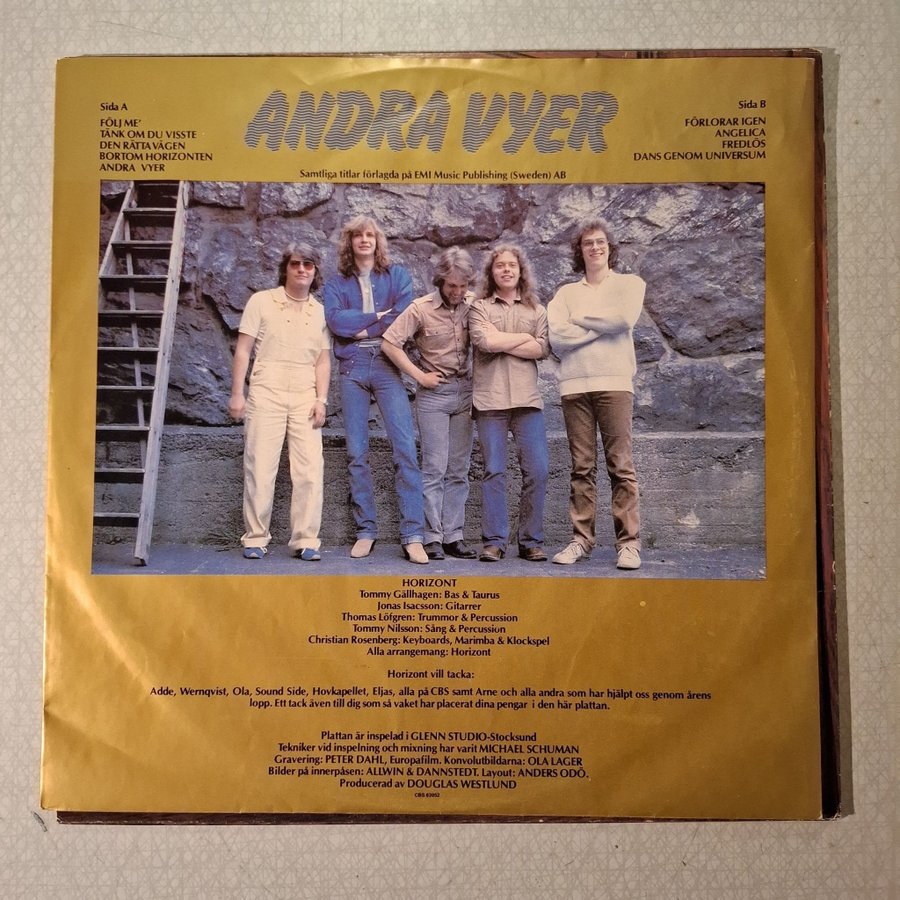 Sida A
FÖLJ ME'
TÄNK OM DU VISSTE
DEN RÄTTA VÄGEN
BORTOM HORIZONTEN
ANDRA VYER
ANDRA VYER
Sida B
FÖRLORAR IGEN
ANGELICA
FREDLÖS
DANS GENOM UNIVERSUM
Samtliga titlar förlagda på EMI Music Publishing (Sweden) AB
HORIZONT
Tommy Gällhagen: Bas & Taurus
Jonas Isacsson: Gitarrer
Thomas Löfgren: Trummor & Percussion
Tommy Nilsson: Sång & Percussion
Christian Rosenberg: Keyboards, Marimba & Klockspel
Alla arrangemang: Horizont
Horizont vill tacka:
Adde, Wernqvist, Ola, Sound Side, Hovkapellet, Eljas, alla på CBS samt Arne och alla andra som har hjälpt oss genom årens
lopp. Ett tack även till dig som så vaket har placerat dina pengar i den här plattan.
Plattan är inspelad i GLENN STUDIO-Stocksund
Tekniker vid inspelning och mixning har varit MICHAEL SCHUMAN
Gravering: PETER DAHL, Europafilm. Konvolutbildarna: OLA LAGER
Bilder på innerpåsen: ALLWIN & DANNSTEDT. Layout: ANDERS ODÖ.
Producerad av DOUGLAS WESTLUND